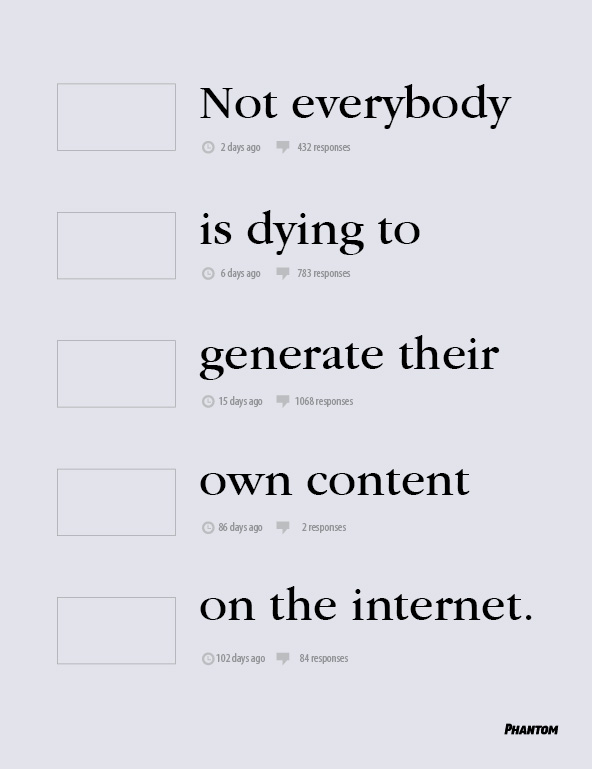 Not everybody
2 days ago 432 responses
is dying to
6 days ago 783 responses
generate their
15 days ago 1068 responses
own content
86 days ago 2 responses
on the internet.
102 days ago 84 responses
PHANTOM